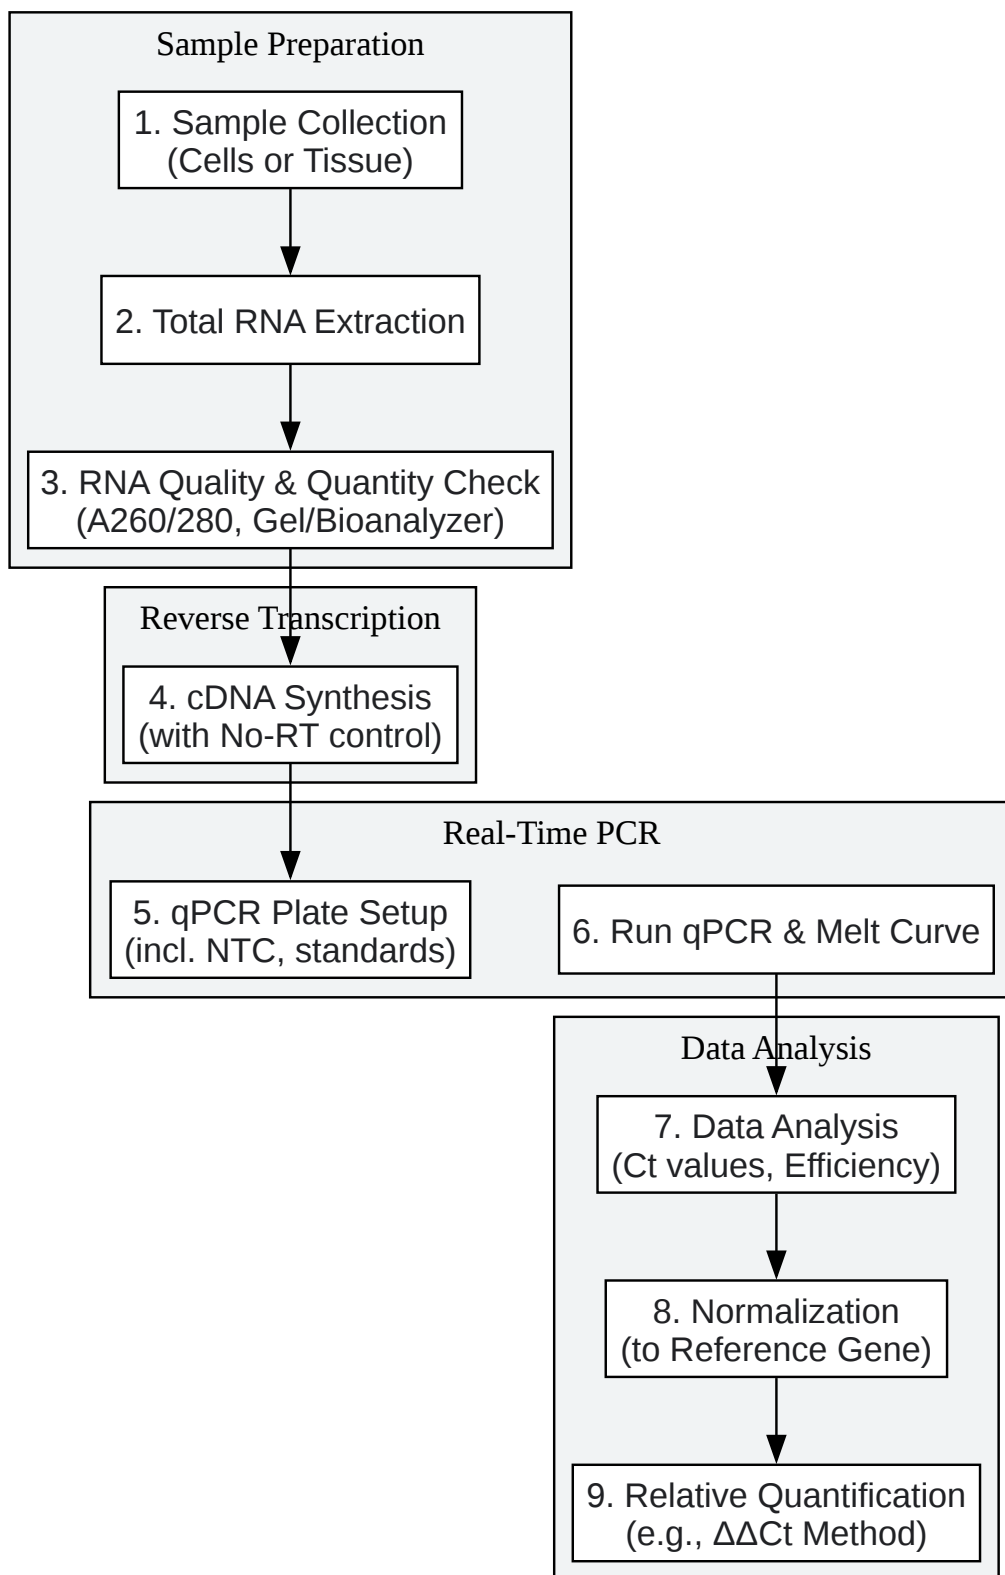 Sample Preparation
1. Sample Collection
(Cells or Tissue)
2. Total RNA Extraction
3. RNA Quality & Quantity Check
(A260/280, Gel/Bioanalyzer)
Reverse Transcription
4. cDNA Synthesis
(with No-RT control)
Real-Time PCR
5. qPCR Plate Setup
(incl. NTC, standards)
6. Run qPCR & Melt Curve
Data Analysis
7. Data Analysis
(Ct values, Efficiency)
8. Normalization
(to Reference Gene)
9. Relative Quantification
(e.g., ΔΔCt Method)